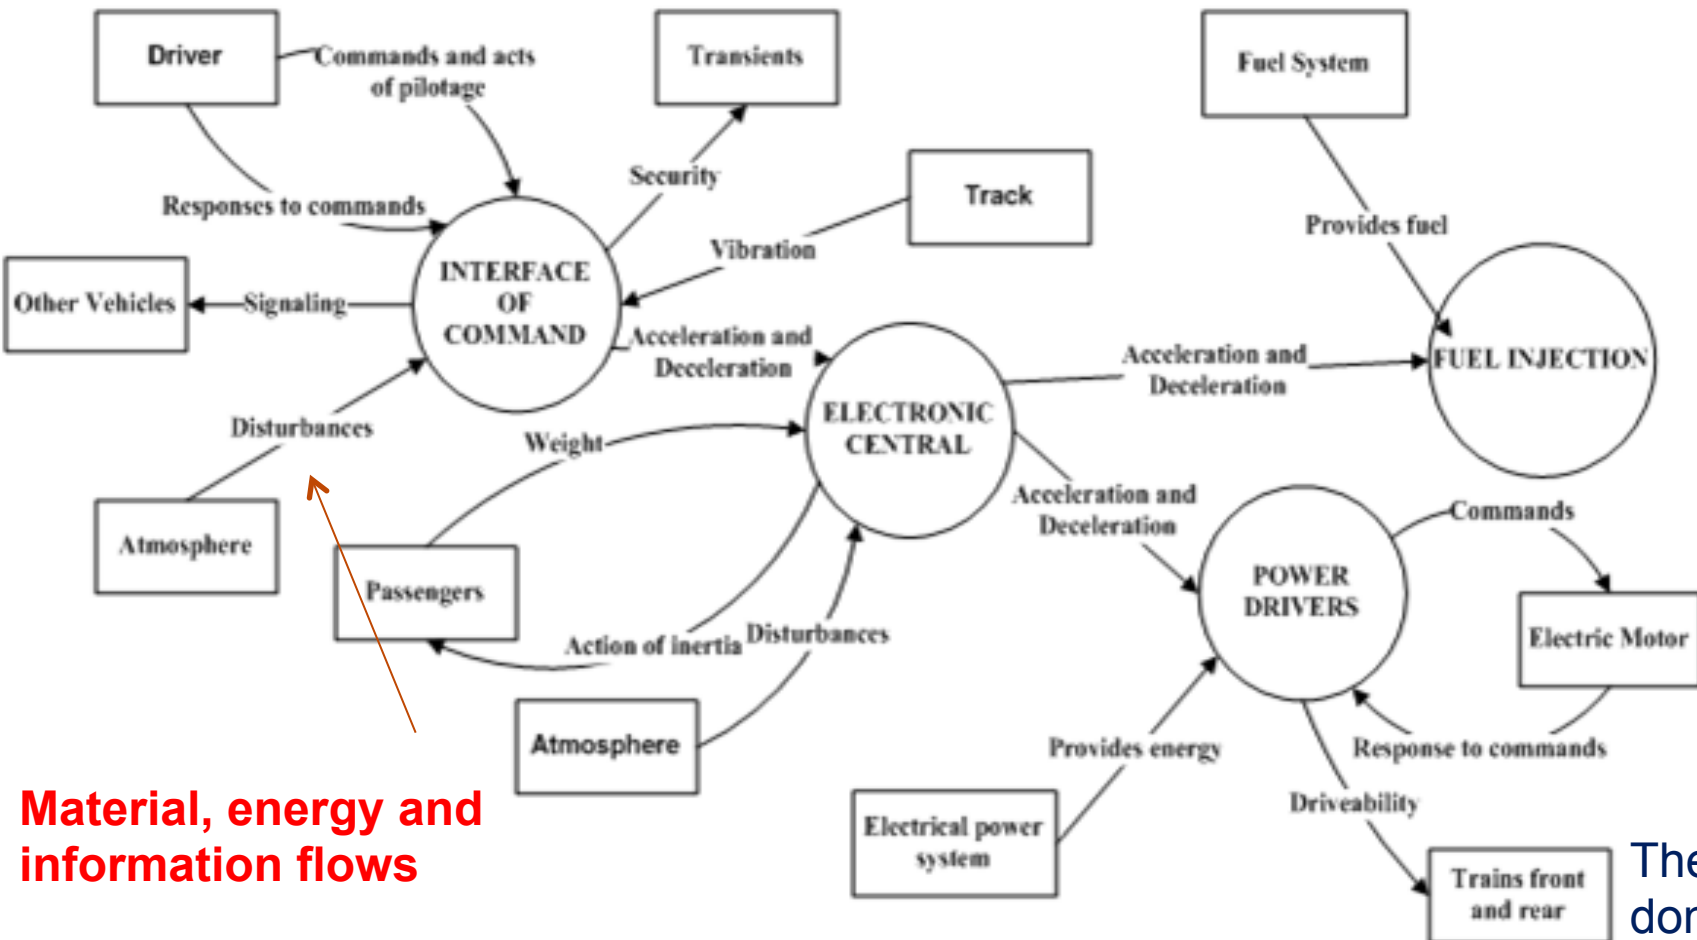 Driver
Commands and acts
of pilotage
Transients
Fuel System
Security
Track
Responses to commands
Vibration
Provides fuel
INTERFACE
OF
COMMAND
Other Vehicles
Signaling
Acceleration and
Deceleration
Acceleration and
Deceleration
FUEL INJECTION
Disturbances
Weight
ELECTRONIC
CENTRAL
Acceleration and
Deceleration
Commands
Atmosphere
Passengers
POWER
DRIVERS
Action of inertia
Disturbances
Electric Motor
Atmosphere
Provides energy
Response to commands
Material, energy and
information flows
Driveability
Electrical power
system
Trains front
and rear
The
don